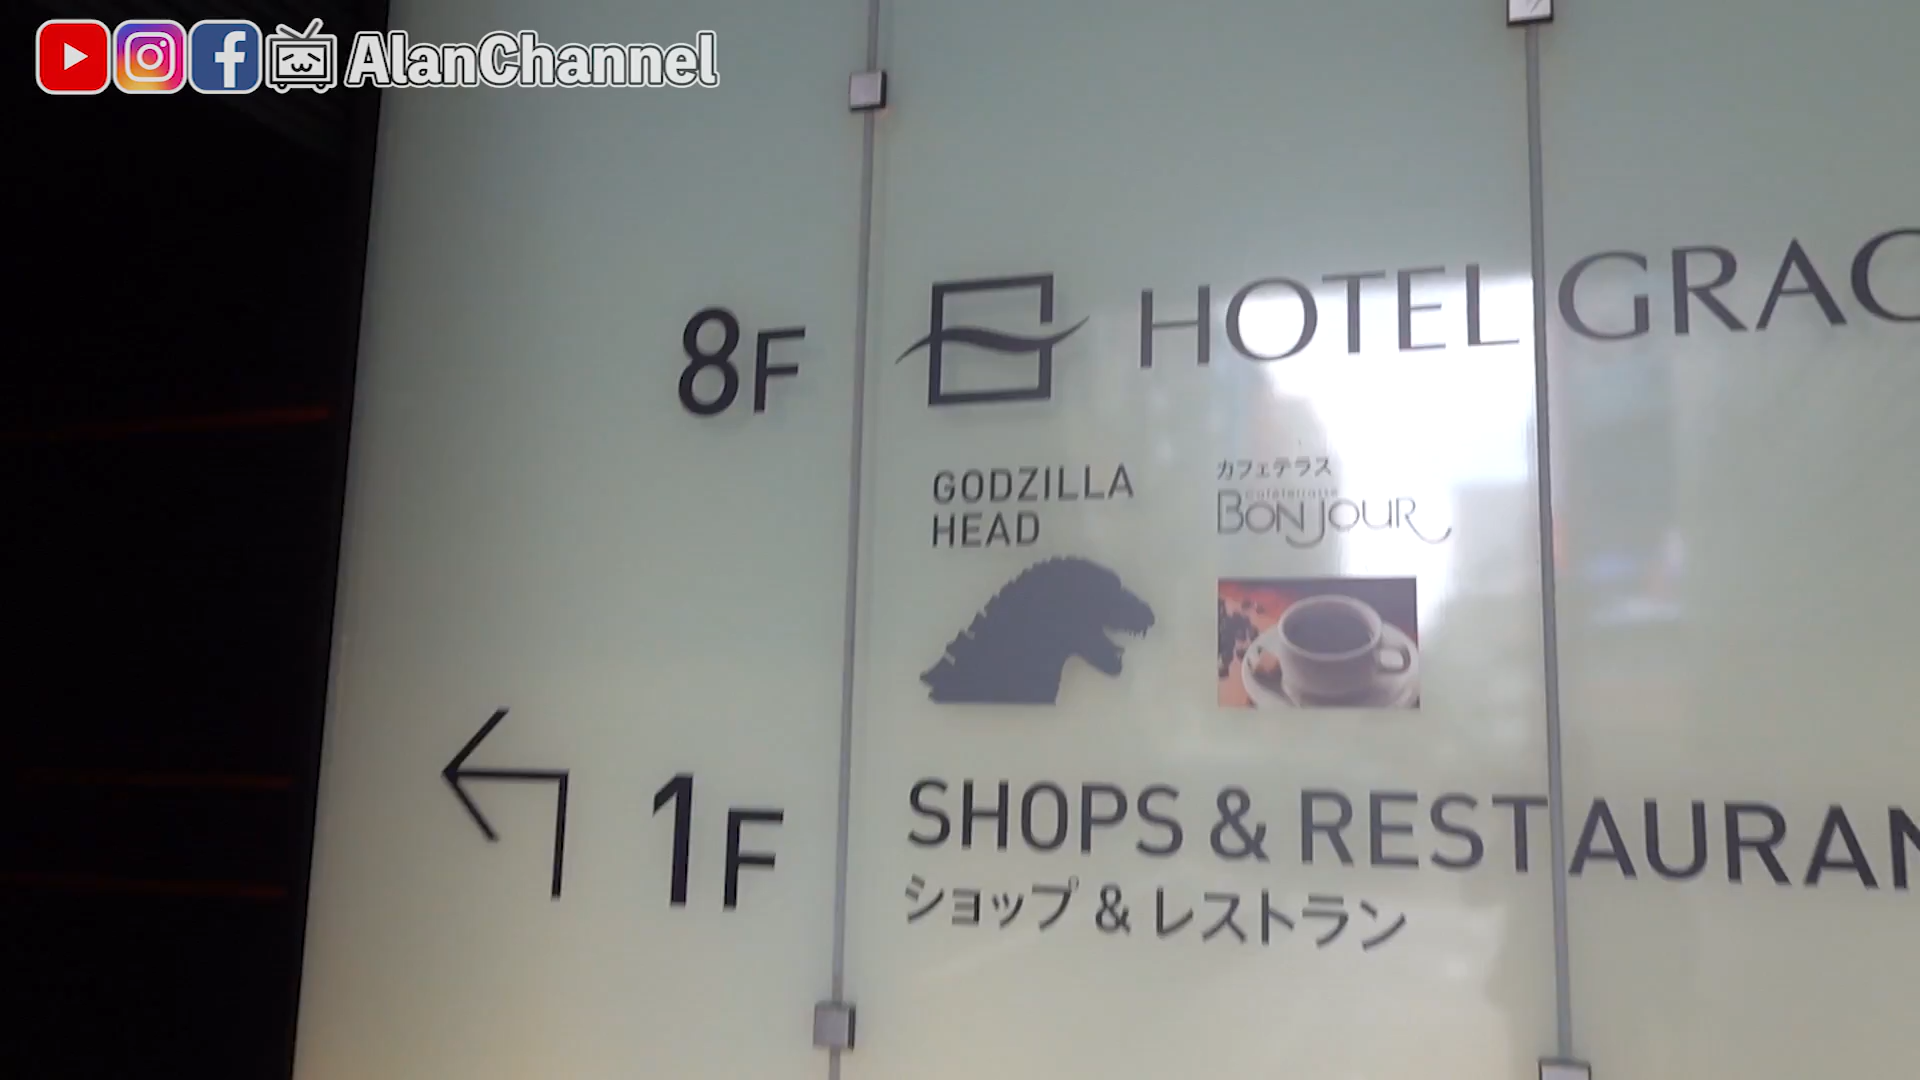 AlanChannel
8F
HOTEL GRAC
GODZILLA
HEAD
カフェテラス
Caféterrasse
BONJOUR
1F
SHOPS & RESTAURAN
ショップ & レストラン